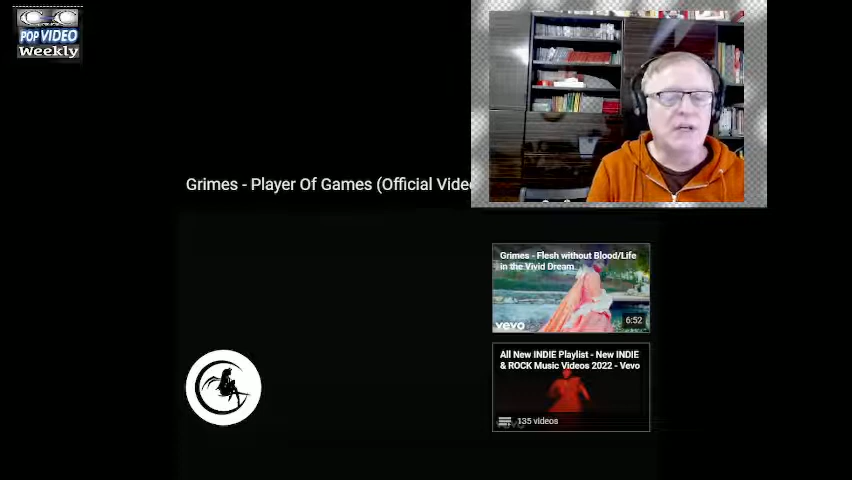 POP VIDEO
Weekly
Grimes - Player Of Games (Official Vide
Grimes - Flesh without Blood/Life
in the Vivid Dream
vevo
6:52
All New INDIE Playlist - New INDIE
& ROCK Music Videos 2022 - Vevo
135 videos
vevo